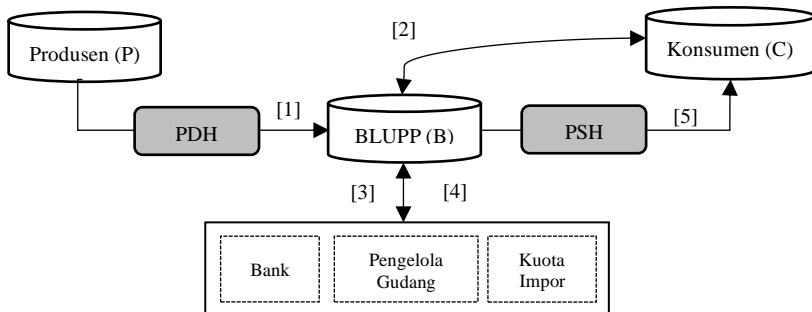 [2]
Produsen (P)
Konsumen (C)
[1]
PDH
BLUPP (B)
PSH
[5]
[3]
[4]
Bank
Pengelola
Gudang
Kuota
Impor